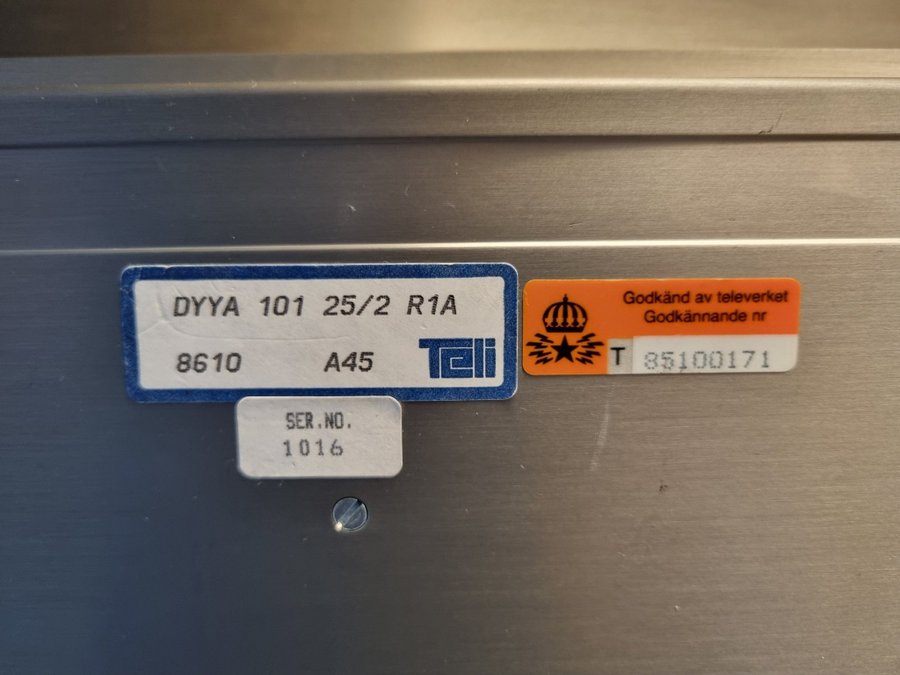 DYYA 101 25/2 R1A
8610 A45 Teli
SER.NO.
1016
Godkänd av televerket
Godkännande nr
T 85100171